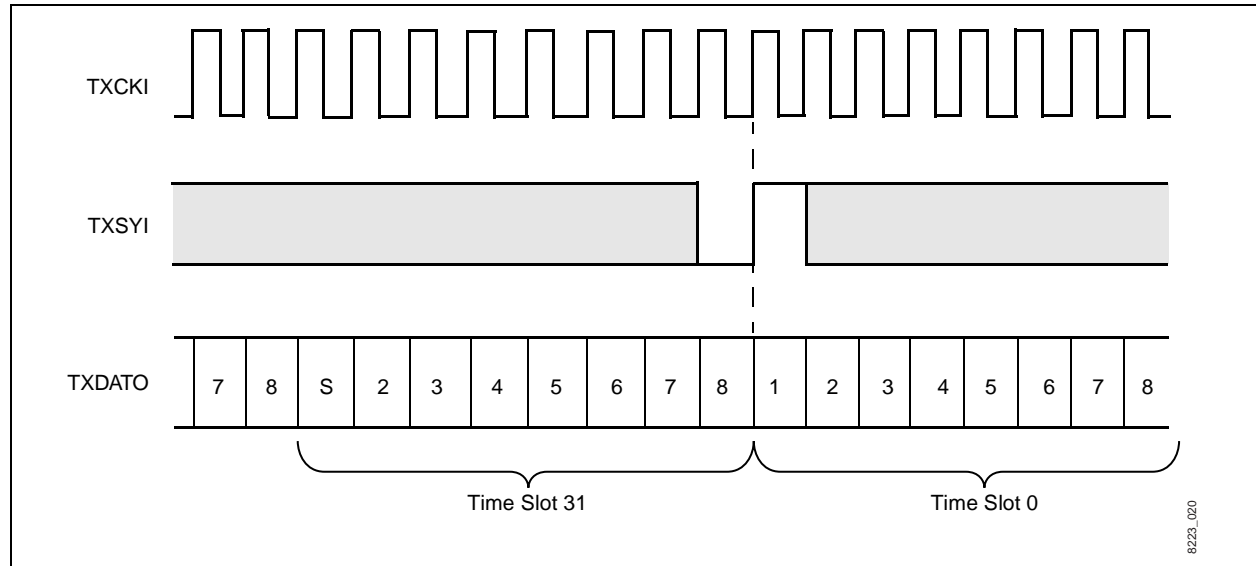 TXCKI
TXSYI
TXDATO
7 8 S 2 3 4 5 6 7 8 1 2 3 4 5 6 7 8
Time Slot 31
Time Slot 0
8223_020